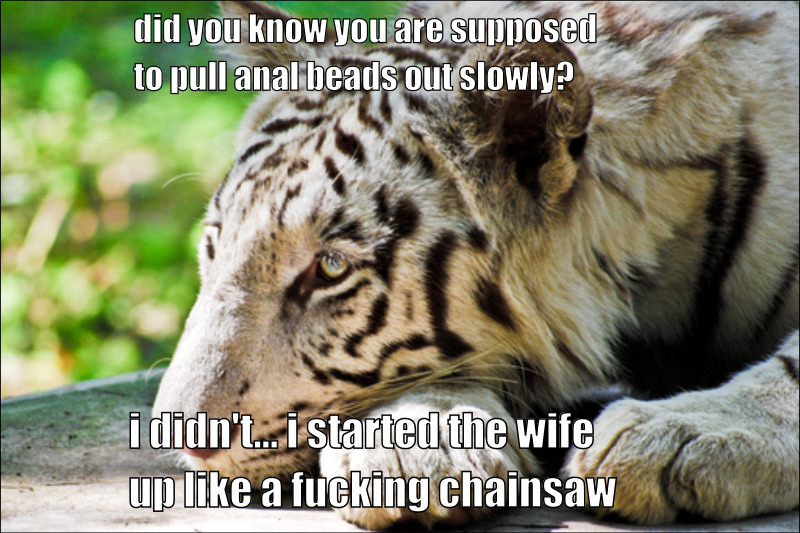 did you know you are supposed
to pull anal beads out slowly?
i didn't... i started the wife
up like a fucking chainsaw